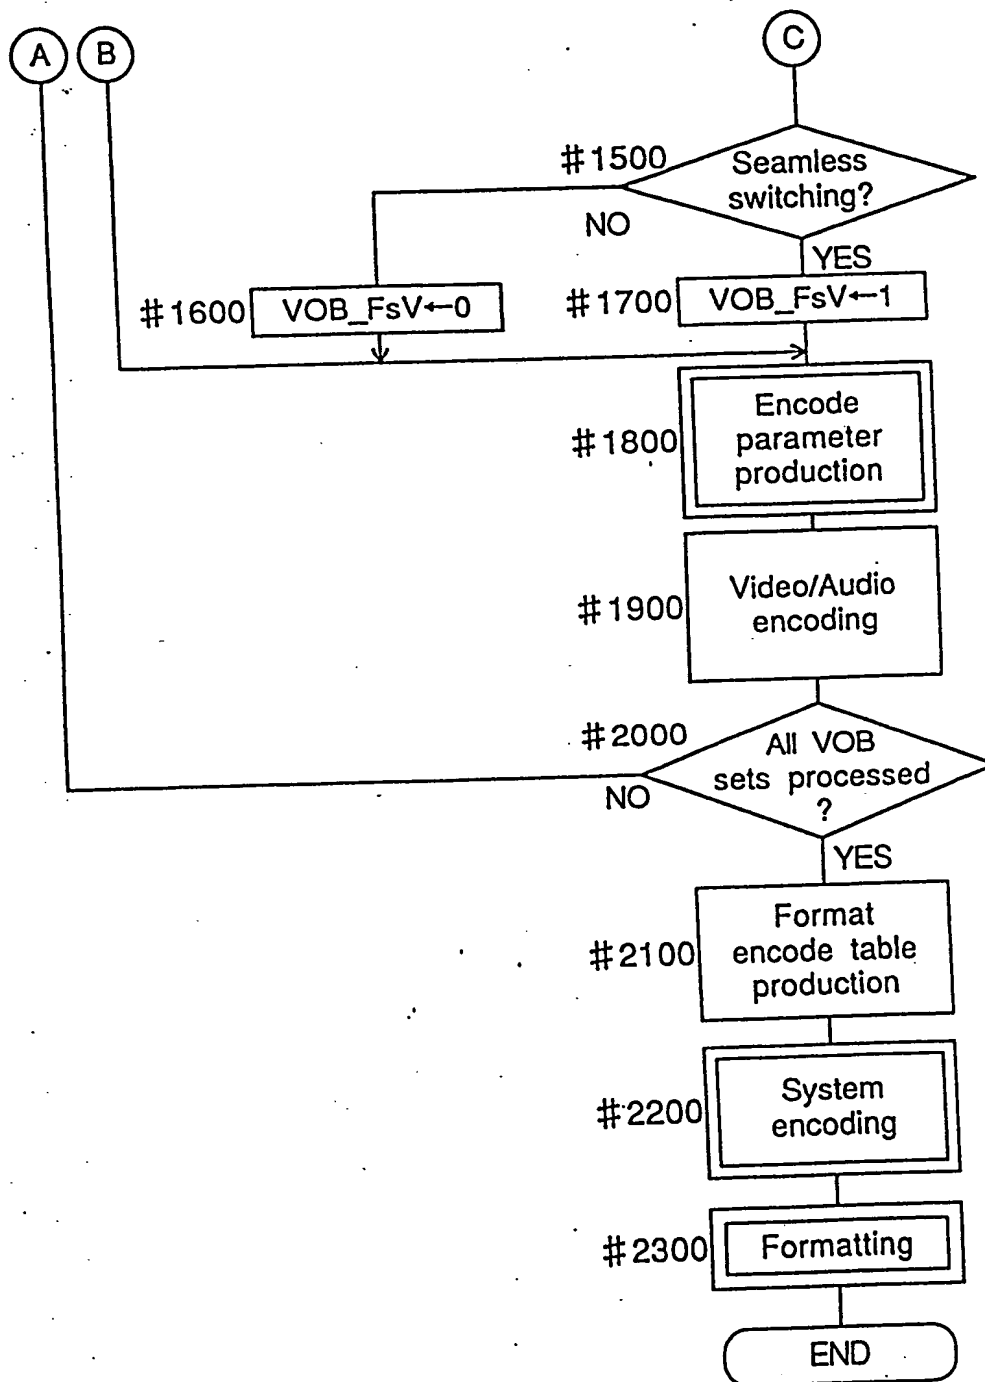 A
B
C
#1500
Seamless
switching?
NO
YES
#1600
VOB_FsV←0
#1700
VOB_FsV←1
#1800
Encode
parameter
production
#1900
Video/Audio
encoding
#2000
All VOB
sets processed
?
NO
YES
#2100
Format
encode table
production
#2200
System
encoding
#2300
Formatting
END